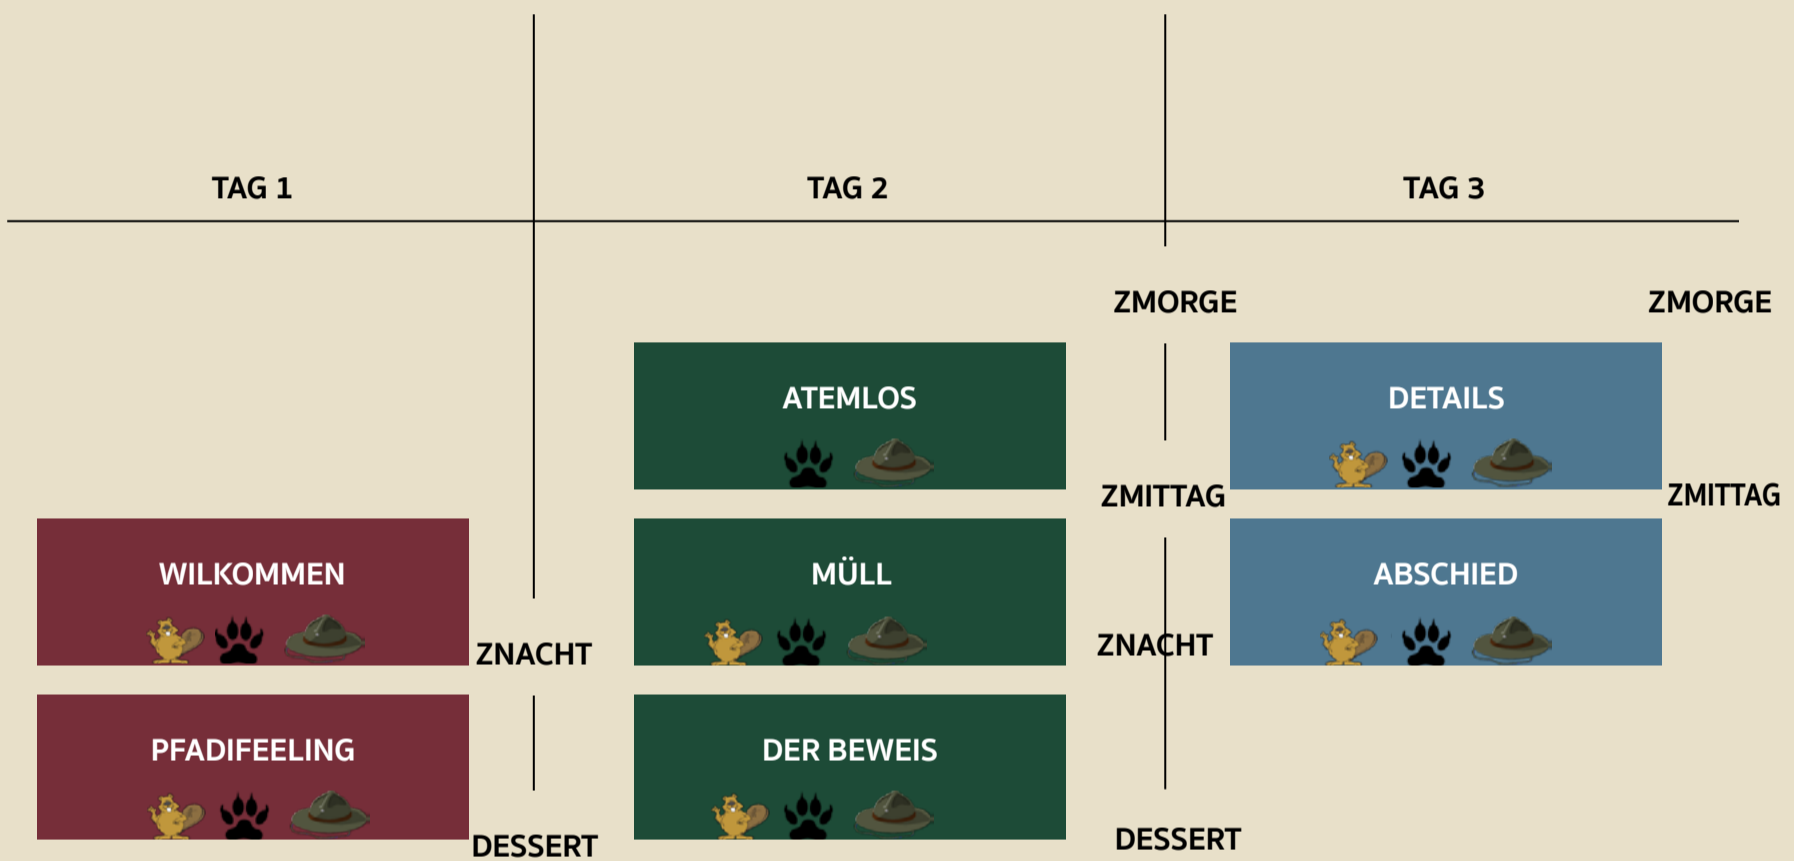 TAG 1
TAG 2
TAG 3
ZMORGE
ZMORGE
ATEMLOS
DETAILS
ZMITTAG
ZMITTAG
WILKOMMEN
MÜLL
ABSCHIED
ZNACHT
ZNACHT
PFADIFEELING
DER BEWEIS
DESSERT
DESSERT